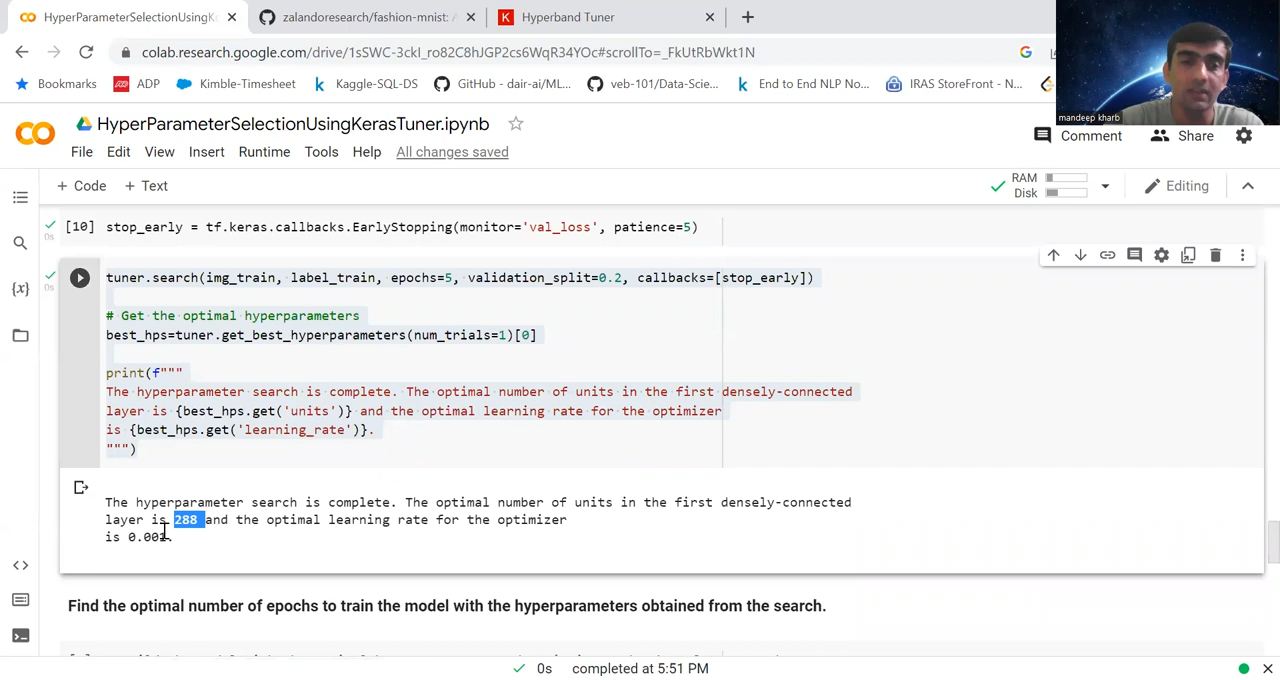 HyperParameterSelectionUsingK
zalandoresearch/fashion-mnist: A
K
Hyperband Tuner
colab.research.google.com/drive/1sSWC-3ckI_ro82C8hJGP2cs6WqR34YOc#scrollTo=_FkUtRbWkt1N
Bookmarks
ADP
Kimble-Timesheet
Kaggle-SQL-DS
GitHub - dair-ai/ML...
veb-101/Data-Scie...
End to End NLP No...
IRAS StoreFront - N...
mandeep kharb
HyperParameterSelectionUsingKerasTuner.ipynb
Comment
Share
File Edit View Insert Runtime Tools Help All changes saved
+ Code + Text
RAM
Disk
Editing
[10] stop_early = tf.keras.callbacks.EarlyStopping(monitor='val_loss', patience=5)
0s
tuner.search(img_train, label_train, epochs=5, validation_split=0.2, callbacks=[stop_early])
0s
# Get the optimal hyperparameters
best_hps=tuner.get_best_hyperparameters(num_trials=1)[0]
print(f"""
The hyperparameter search is complete. The optimal number of units in the first densely-connected
layer is {best_hps.get('units')} and the optimal learning rate for the optimizer
is {best_hps.get('learning_rate')}.
""")
The hyperparameter search is complete. The optimal number of units in the first densely-connected
layer is 288 and the optimal learning rate for the optimizer
is 0.001.
Find the optimal number of epochs to train the model with the hyperparameters obtained from the search.
0s completed at 5:51 PM